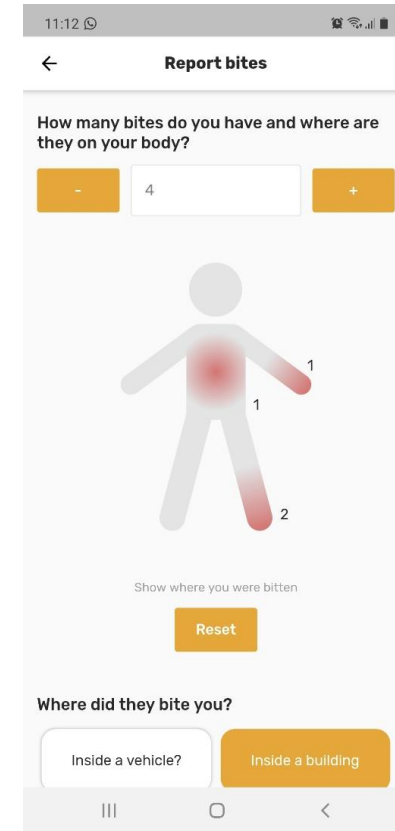 11:12
Report bites
How many bites do you have and where are
they on your body?
- 4 +
1
1
2
Show where you were bitten
Reset
Where did they bite you?
Inside a vehicle? Inside a building